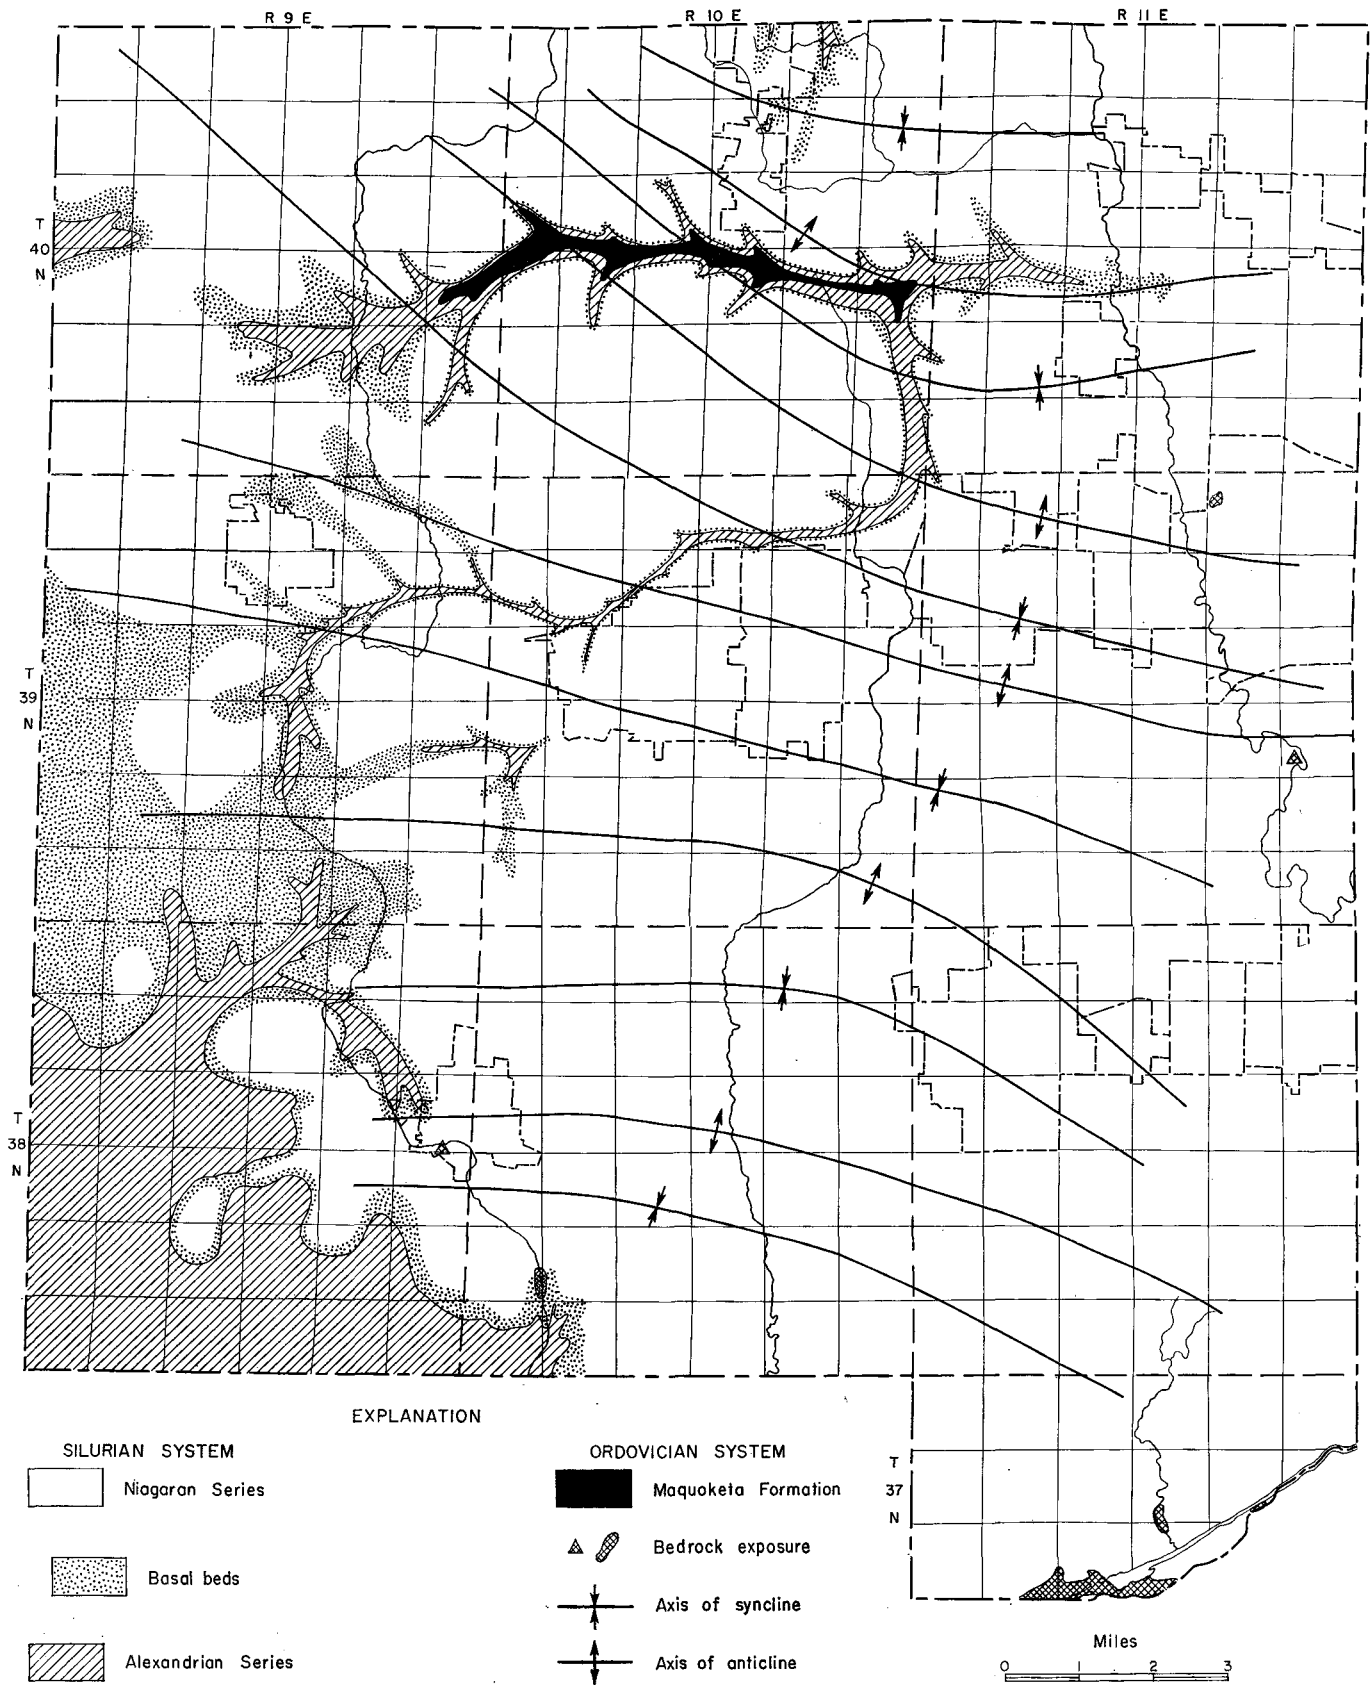 R 9 E
R 10 E
R 11 E
T
40
N
T
39
N
T
38
N
T
37
N
EXPLANATION
SILURIAN SYSTEM
Niagaran Series
Basal beds
Alexandrian Series
ORDOVICIAN SYSTEM
Maquoketa Formation
Bedrock exposure
Axis of syncline
Axis of anticline
Miles
0 1 2 3